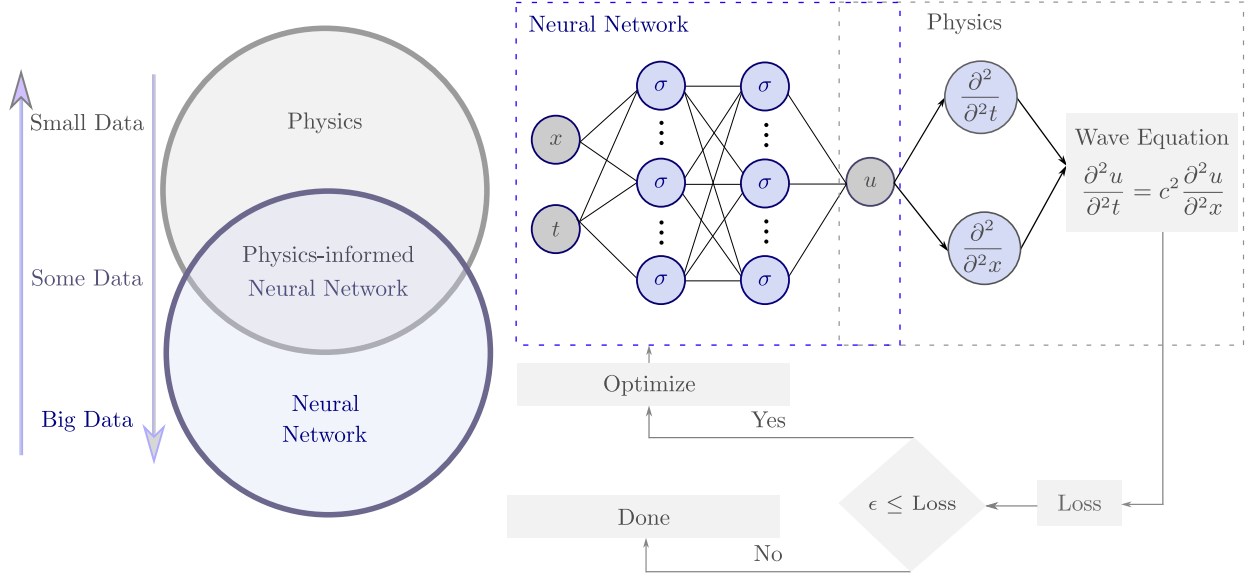 Small Data
Some Data
Big Data
Physics
Physics-informed
Neural Network
Neural
Network
Neural Network
Physics
x
t
σ
σ
σ
σ
σ
σ
u
∂²
∂²t
∂²
∂²x
Wave Equation
∂²u/∂²t = c² ∂²u/∂²x
Optimize
Yes
ϵ ≤ Loss
Loss
Done
No